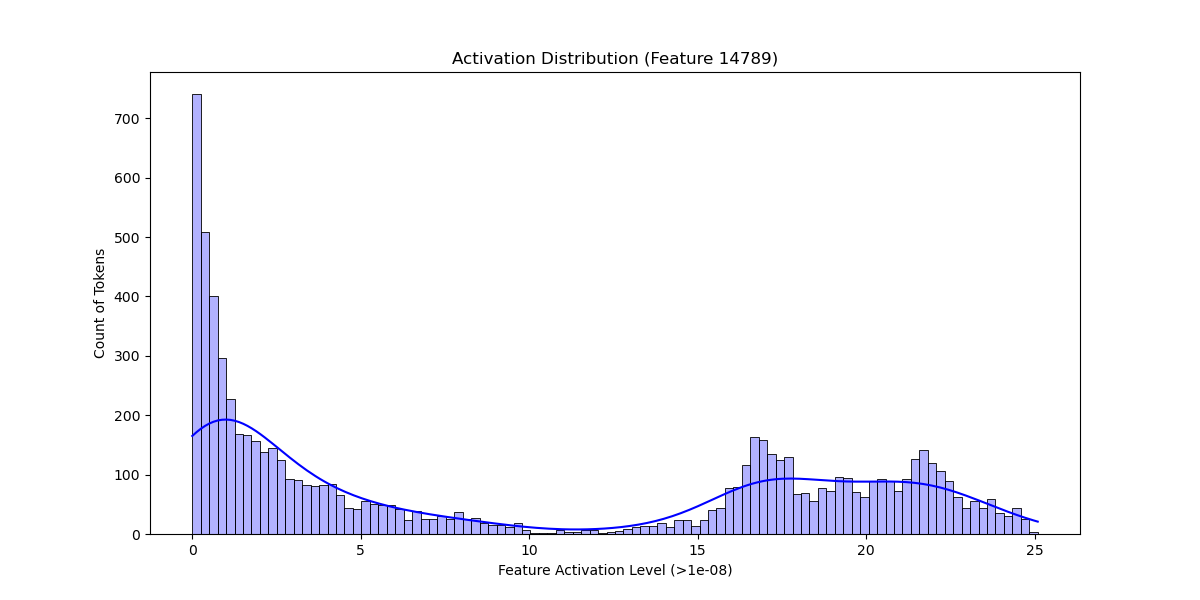 Activation Distribution (Feature 14789)
Count of Tokens
700
600
500
400
300
200
100
0
0 5 10 15 20 25
Feature Activation Level (>1e-08)